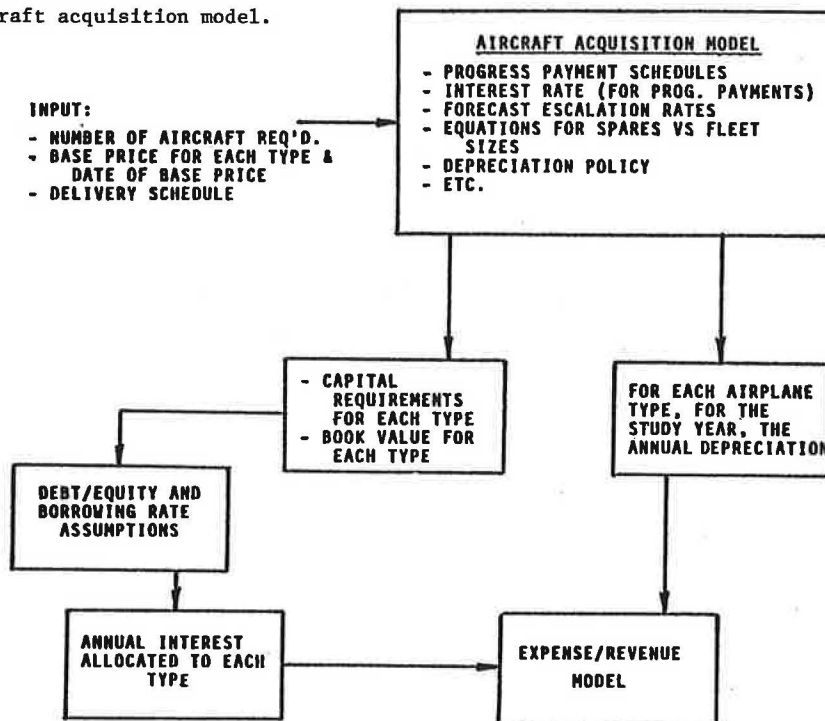 raft acquisition model.
AIRCRAFT ACQUISITION MODEL
- PROGRESS PAYMENT SCHEDULES
- INTEREST RATE (FOR PROG. PAYMENTS)
- FORECAST ESCALATION RATES
- EQUATIONS FOR SPARES VS FLEET
SIZES
- DEPRECIATION POLICY
- ETC.
INPUT:
- NUMBER OF AIRCRAFT REQ'D.
- BASE PRICE FOR EACH TYPE &
DATE OF BASE PRICE
- DELIVERY SCHEDULE
- CAPITAL
REQUIREMENTS
FOR EACH TYPE
- BOOK VALUE FOR
EACH TYPE
FOR EACH AIRPLANE
TYPE, FOR THE
STUDY YEAR, THE
ANNUAL DEPRECIATION
DEBT/EQUITY AND
BORROWING RATE
ASSUMPTIONS
ANNUAL INTEREST
ALLOCATED TO EACH
TYPE
EXPENSE/REVENUE
MODEL